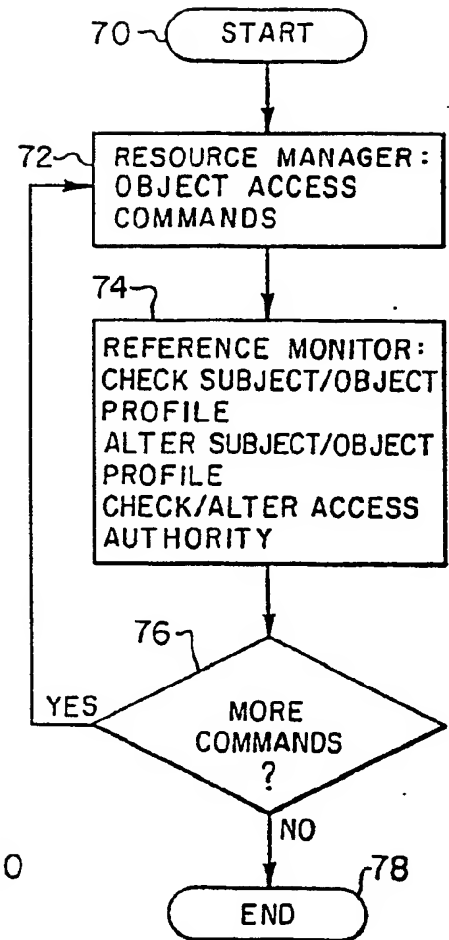 70
START
72
RESOURCE MANAGER:
OBJECT ACCESS
COMMANDS
74
REFERENCE MONITOR:
CHECK SUBJECT/OBJECT
PROFILE
ALTER SUBJECT/OBJECT
PROFILE
CHECK/ALTER ACCESS
AUTHORITY
76
YES
MORE
COMMANDS
?
NO
0
78
END